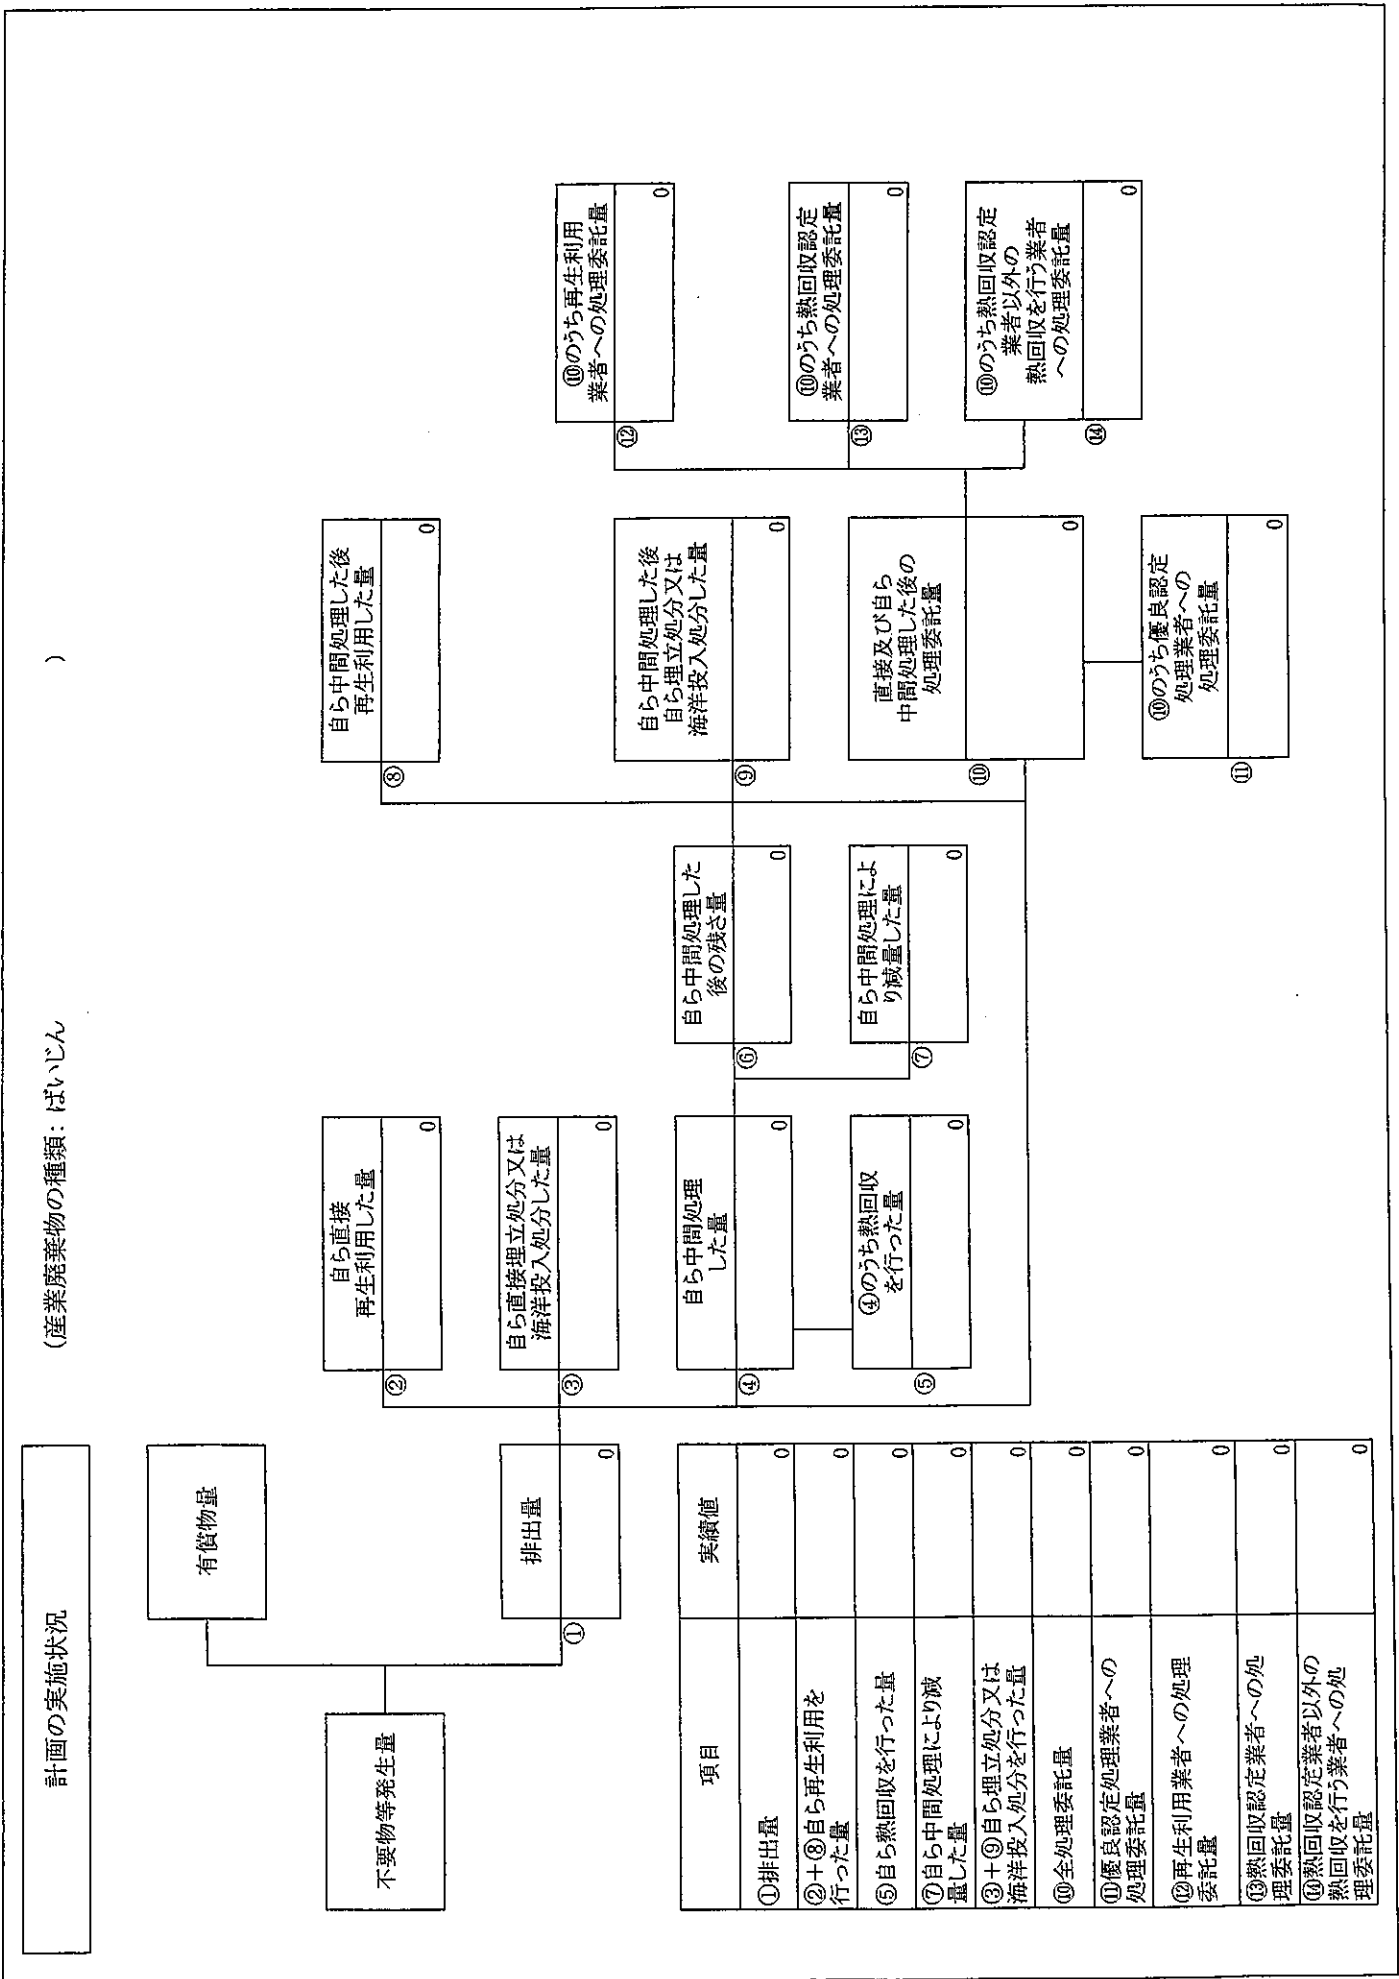 計画の実施状況
(産業廃棄物の種類：ばいじん )
不要物等発生量
有償物量
排出量
① 0
自ら直接
再生利用した量
② 0
自ら直接埋立処分又は
海洋投入処分した量
③ 0
自ら中間処理
した量
④ 0
④のうち熱回収
を行った量
⑤ 0
自ら中間処理した
後の残さ量
⑥ 0
自ら中間処理によ
り減量した量
⑦ 0
自ら中間処理した後
再生利用した量
⑧ 0
自ら中間処理した後
自ら埋立処分又は
海洋投入処分した量
⑨ 0
直接及び自ら
中間処理した後の
処理委託量
⑩ 0
⑩のうち優良認定
処理業者への
処理委託量
⑪ 0
⑩のうち再生利用
業者への処理委託量
⑫ 0
⑩のうち熱回収認定
業者への処理委託量
⑬ 0
⑩のうち熱回収認定
業者以外の
熱回収を行う業者
への処理委託量
⑭ 0
項目 実績値
①排出量 0
②＋⑧自ら再生利用を
行った量 0
⑤自ら熱回収を行った量 0
⑦自ら中間処理により減
量した量 0
③＋⑨自ら埋立処分又は
海洋投入処分を行った量 0
⑩全処理委託量 0
⑪優良認定処理業者への
処理委託量 0
⑫再生利用業者への処理
委託量 0
⑬熱回収認定業者への処
理委託量 0
⑭熱回収認定業者以外の
熱回収を行う業者への処
理委託量 0